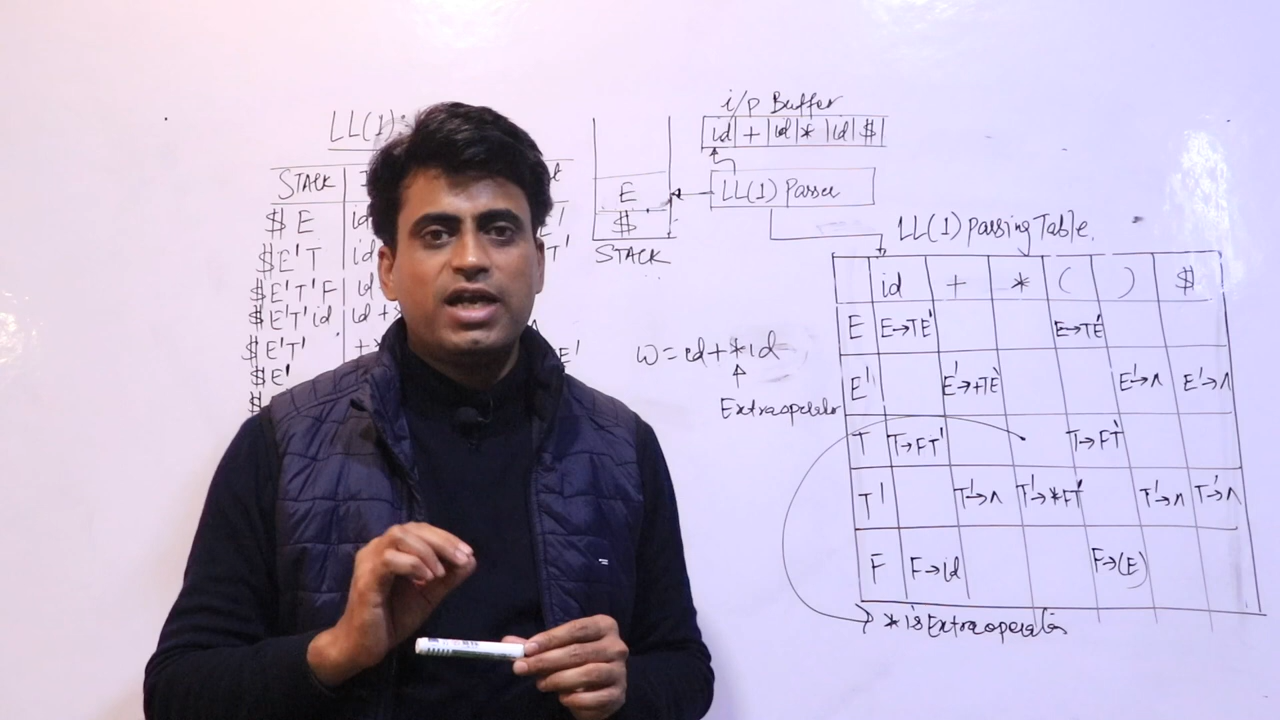 LL(1)
STACK
$ E
id
$E'T
id
T'
$E'T'F
id
$E'T'id
id +
$E'T'
+*
E'
$E'
$
E
$
STACK
i/p Buffer
id | + | id | * | id | $
LL(1) Parser
LL(1) Parsing Table.
id + * ( ) $
E E→TE' E→TE'
E' E'→+TE' E'→∧ E'→∧
T T→FT' T→FT'
T' T'→∧ T'→*FT' T'→∧ T'→∧
F F→id F→(E)
* is Extra operator
w = id + * id
Extra operator